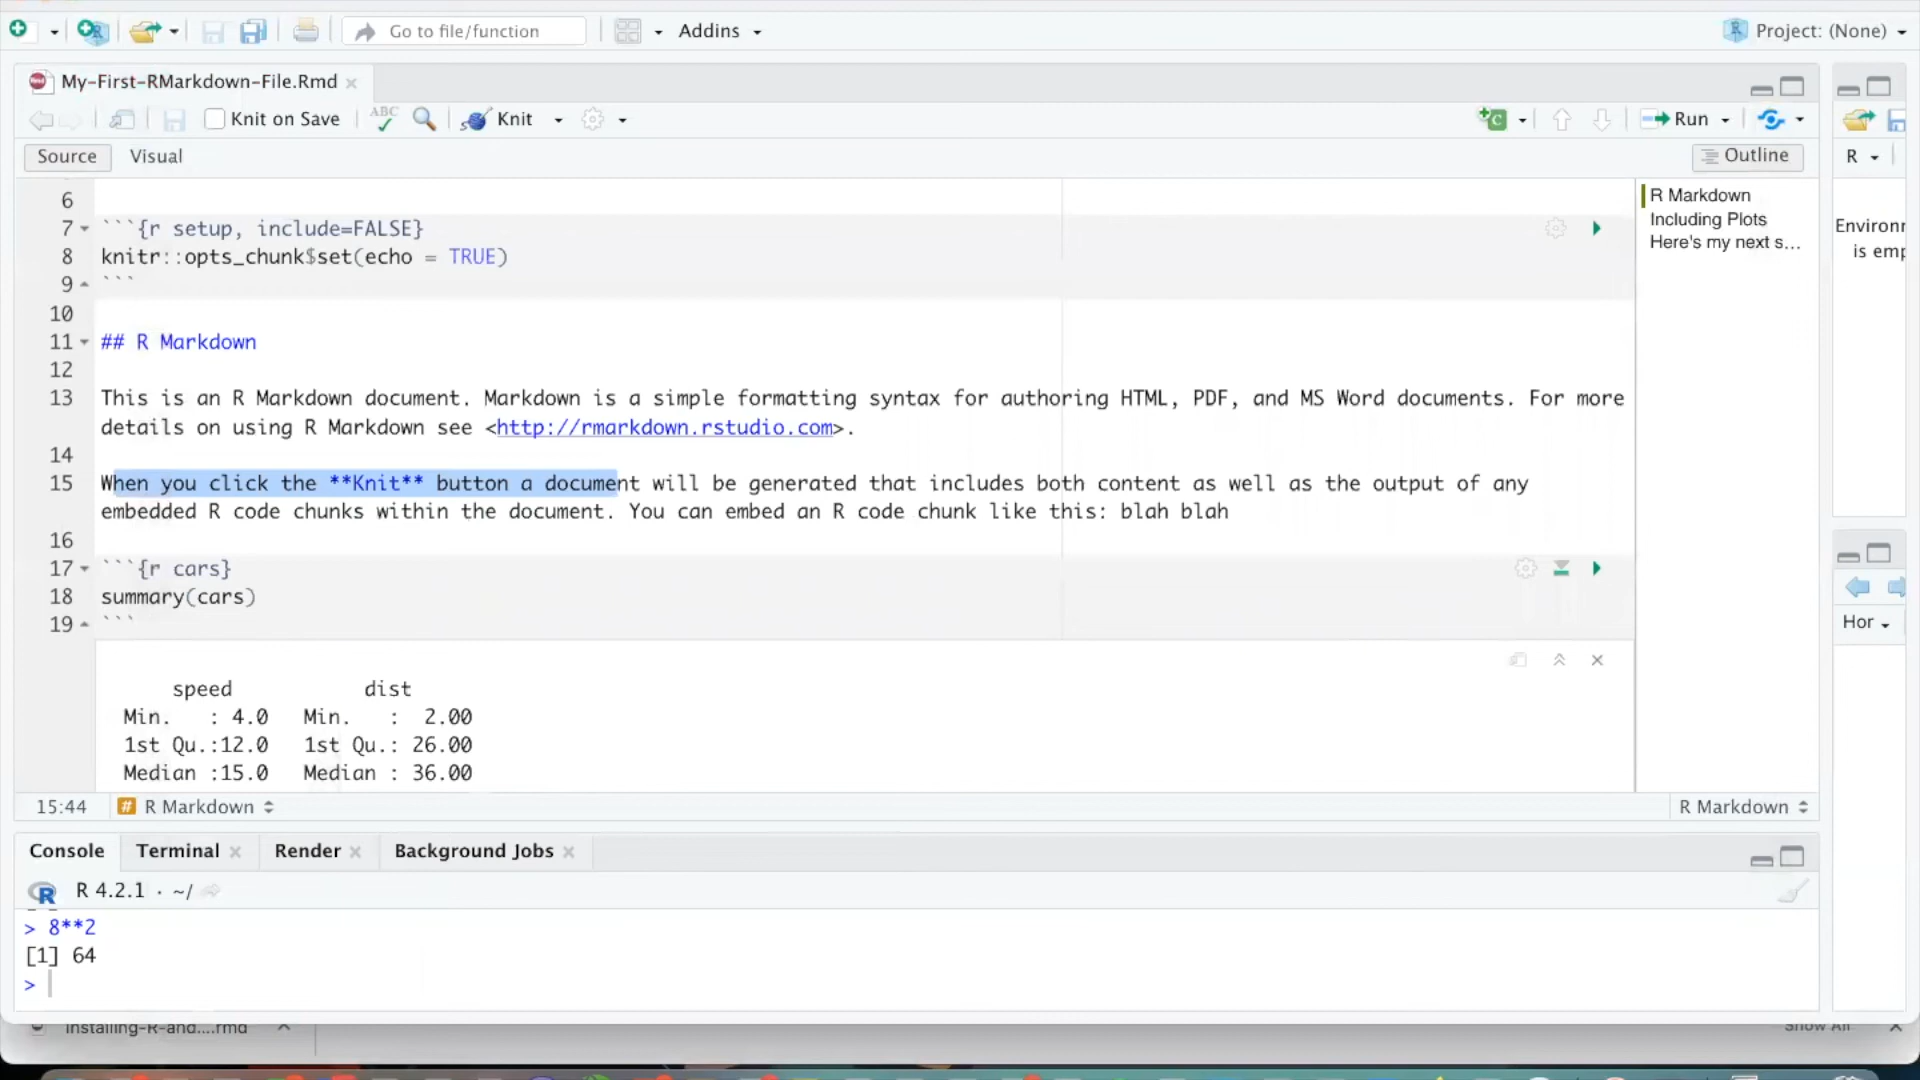 Go to file/function
Addins
Project: (None)
My-First-RMarkdown-File.Rmd
Knit on Save
ABC
Knit
Run
Source
Visual
Outline
R
6
7 ```{r setup, include=FALSE}
8 knitr::opts_chunk$set(echo = TRUE)
9 ```
10
11 ## R Markdown
12
13 This is an R Markdown document. Markdown is a simple formatting syntax for authoring HTML, PDF, and MS Word documents. For more
details on using R Markdown see <http://rmarkdown.rstudio.com>.
14
15 When you click the **Knit** button a document will be generated that includes both content as well as the output of any
embedded R code chunks within the document. You can embed an R code chunk like this: blah blah
16
17 ```{r cars}
18 summary(cars)
19 ```
speed dist
Min. : 4.0 Min. : 2.00
1st Qu.:12.0 1st Qu.: 26.00
Median :15.0 Median : 36.00
R Markdown
Including Plots
Here's my next s...
Environr
is emp
Hor
15:44 # R Markdown
R Markdown
Console
Terminal
Render
Background Jobs
R 4.2.1 · ~/
> 8**2
[1] 64
>
Installing-R-and....rmd
Show All